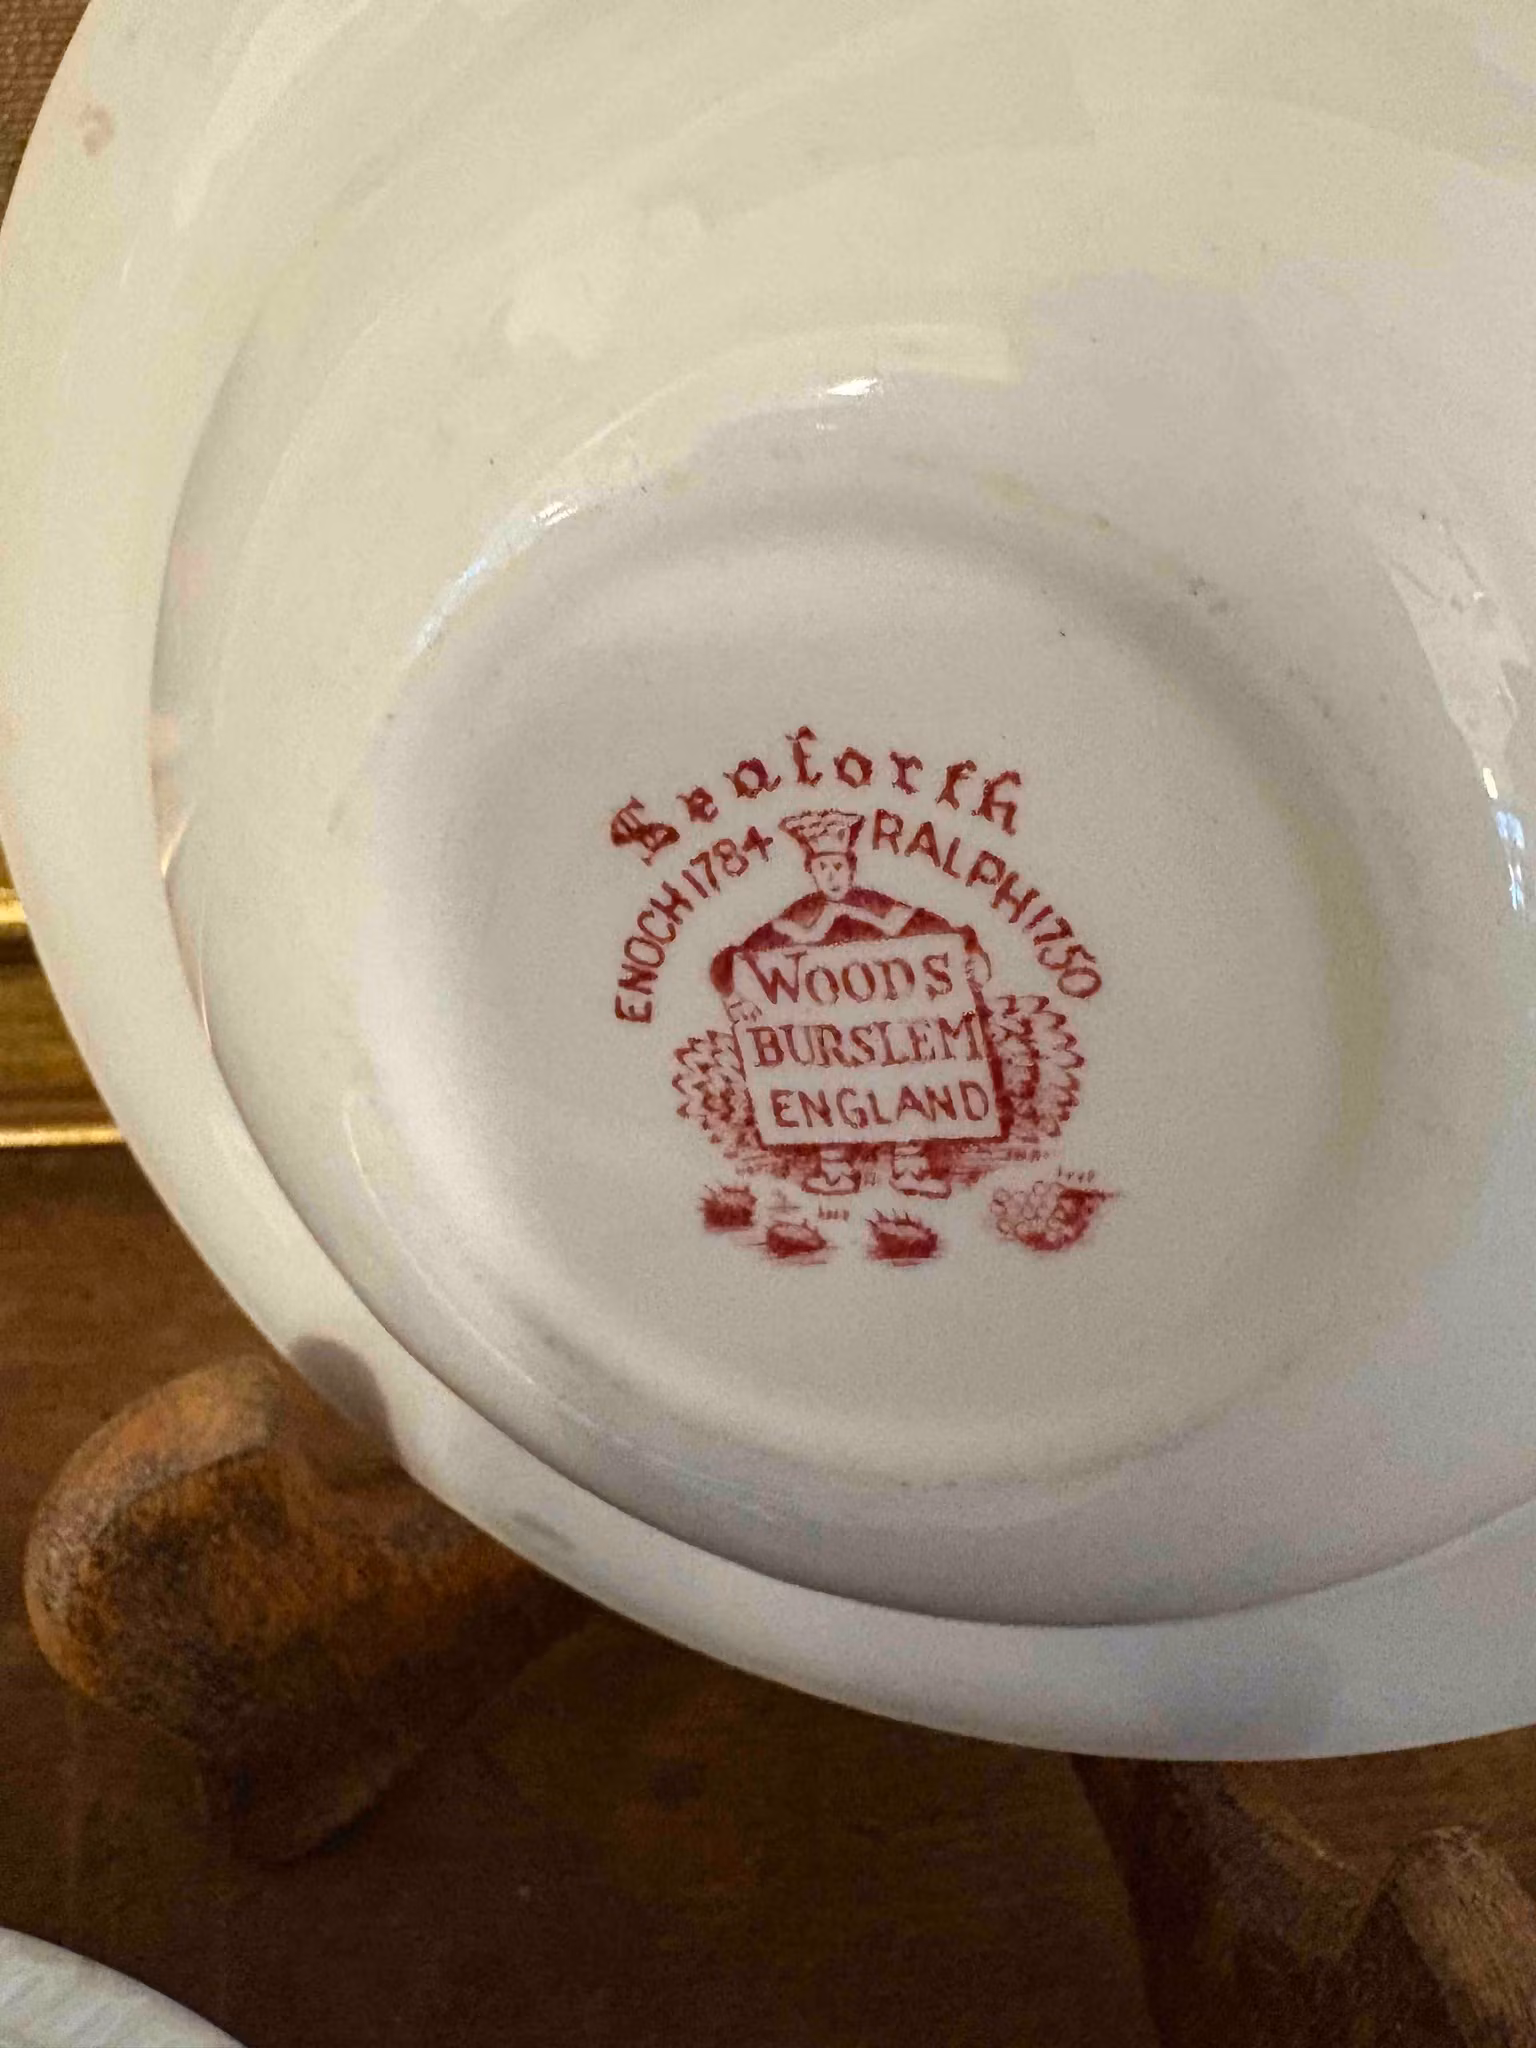 Seaforth
ENOCH 1784 RALPH 1750
WOODS
BURSLEM
ENGLAND